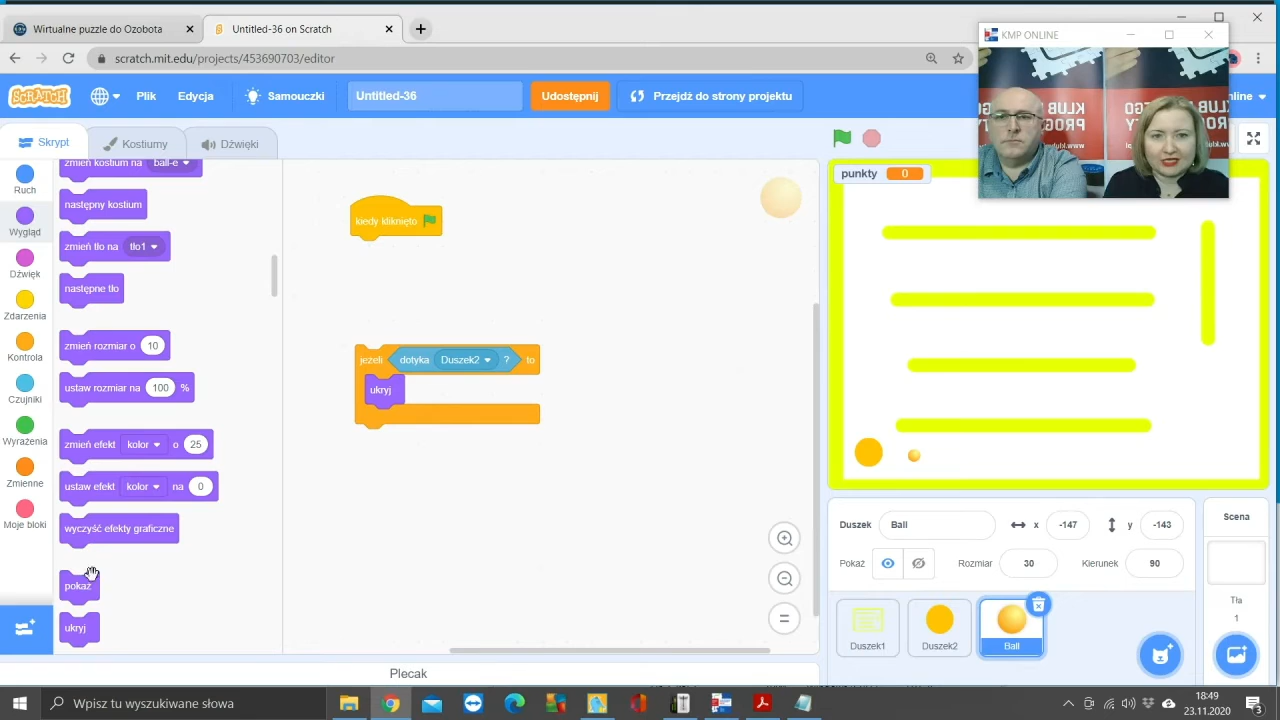 Wirtualne puzzle do Ozobota
Untitled-36 on Scratch
KMP ONLINE
scratch.mit.edu/projects/453690703/editor
SCRATCH
Plik
Edycja
Samouczki
Untitled-36
Udostępnij
Przejdź do strony projektu
nline
Skrypt
Kostiumy
Dźwięki
Ruch
Wygląd
Dźwięk
Zdarzenia
Kontrola
Czujniki
Wyrażenia
Zmienne
Moje bloki
zmień kostium na ball-e
następny kostium
zmień tło na tło1
następne tło
zmień rozmiar o 10
ustaw rozmiar na 100 %
zmień efekt kolor o 25
ustaw efekt kolor na 0
wyczyść efekty graficzne
pokaż
ukryj
kiedy kliknięto
jeżeli dotyka Duszek2 ? to
ukryj
punkty 0
Duszek Ball x -147 y -143
Pokaż Rozmiar 30 Kierunek 90
Duszek1
Duszek2
Ball
Scena
Tła
1
Plecak
Wpisz tu wyszukiwane słowa
18:49
23.11.2020
3